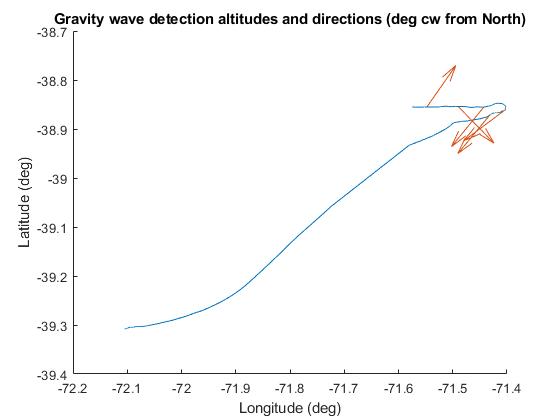 Gravity wave detection altitudes and directions (deg cw from North)
-38.7
-38.8
-38.9
-39
-39.1
-39.2
-39.3
-39.4
Latitude (deg)
-72.2 -72.1 -72 -71.9 -71.8 -71.7 -71.6 -71.5 -71.4
Longitude (deg)